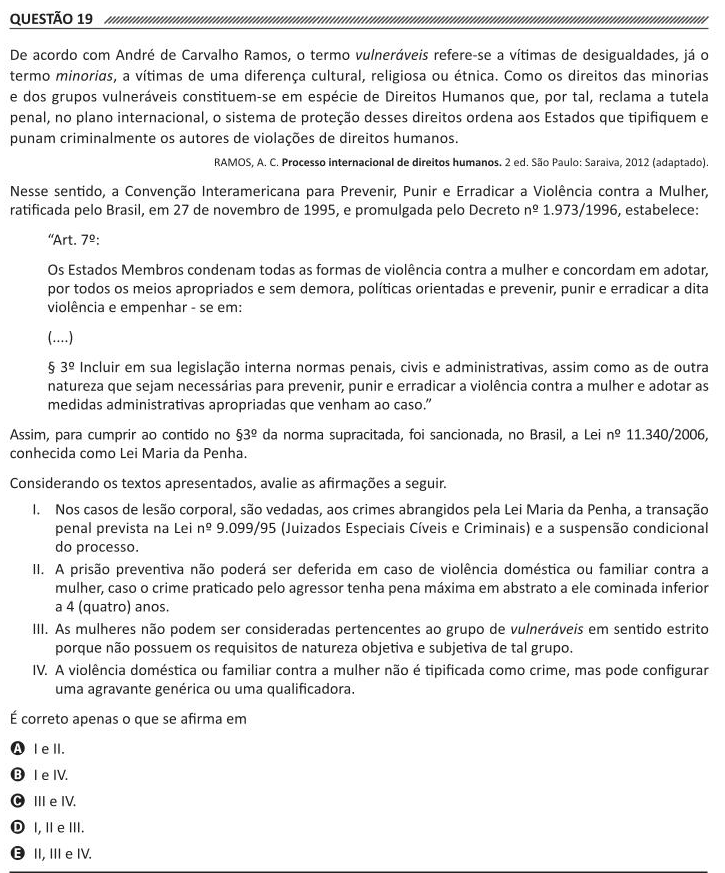 QUESTÃO 19
De acordo com André de Carvalho Ramos, o termo vulneráveis refere-se a vítimas de desigualdades, já o
termo minorias, a vítimas de uma diferença cultural, religiosa ou étnica. Como os direitos das minorias
e dos grupos vulneráveis constituem-se em espécie de Direitos Humanos que, por tal, reclama a tutela
penal, no plano internacional, o sistema de proteção desses direitos ordena aos Estados que tipifiquem e
punam criminalmente os autores de violações de direitos humanos.
RAMOS, A. C. Processo internacional de direitos humanos. 2 ed. São Paulo: Saraiva, 2012 (adaptado).
Nesse sentido, a Convenção Interamericana para Prevenir, Punir e Erradicar a Violência contra a Mulher,
ratificada pelo Brasil, em 27 de novembro de 1995, e promulgada pelo Decreto nº 1.973/1996, estabelece:
“Art. 7º:
Os Estados Membros condenam todas as formas de violência contra a mulher e concordam em adotar,
por todos os meios apropriados e sem demora, políticas orientadas e prevenir, punir e erradicar a dita
violência e empenhar - se em:
(....)
§ 3º Incluir em sua legislação interna normas penais, civis e administrativas, assim como as de outra
natureza que sejam necessárias para prevenir, punir e erradicar a violência contra a mulher e adotar as
medidas administrativas apropriadas que venham ao caso.”
Assim, para cumprir ao contido no §3º da norma supracitada, foi sancionada, no Brasil, a Lei nº 11.340/2006,
conhecida como Lei Maria da Penha.
Considerando os textos apresentados, avalie as afirmações a seguir.
I. Nos casos de lesão corporal, são vedadas, aos crimes abrangidos pela Lei Maria da Penha, a transação
penal prevista na Lei nº 9.099/95 (Juizados Especiais Cíveis e Criminais) e a suspensão condicional
do processo.
II. A prisão preventiva não poderá ser deferida em caso de violência doméstica ou familiar contra a
mulher, caso o crime praticado pelo agressor tenha pena máxima em abstrato a ele cominada inferior
a 4 (quatro) anos.
III. As mulheres não podem ser consideradas pertencentes ao grupo de vulneráveis em sentido estrito
porque não possuem os requisitos de natureza objetiva e subjetiva de tal grupo.
IV. A violência doméstica ou familiar contra a mulher não é tipificada como crime, mas pode configurar
uma agravante genérica ou uma qualificadora.
É correto apenas o que se afirma em
A I e II.
B I e IV.
C III e IV.
D I, II e III.
E II, III e IV.